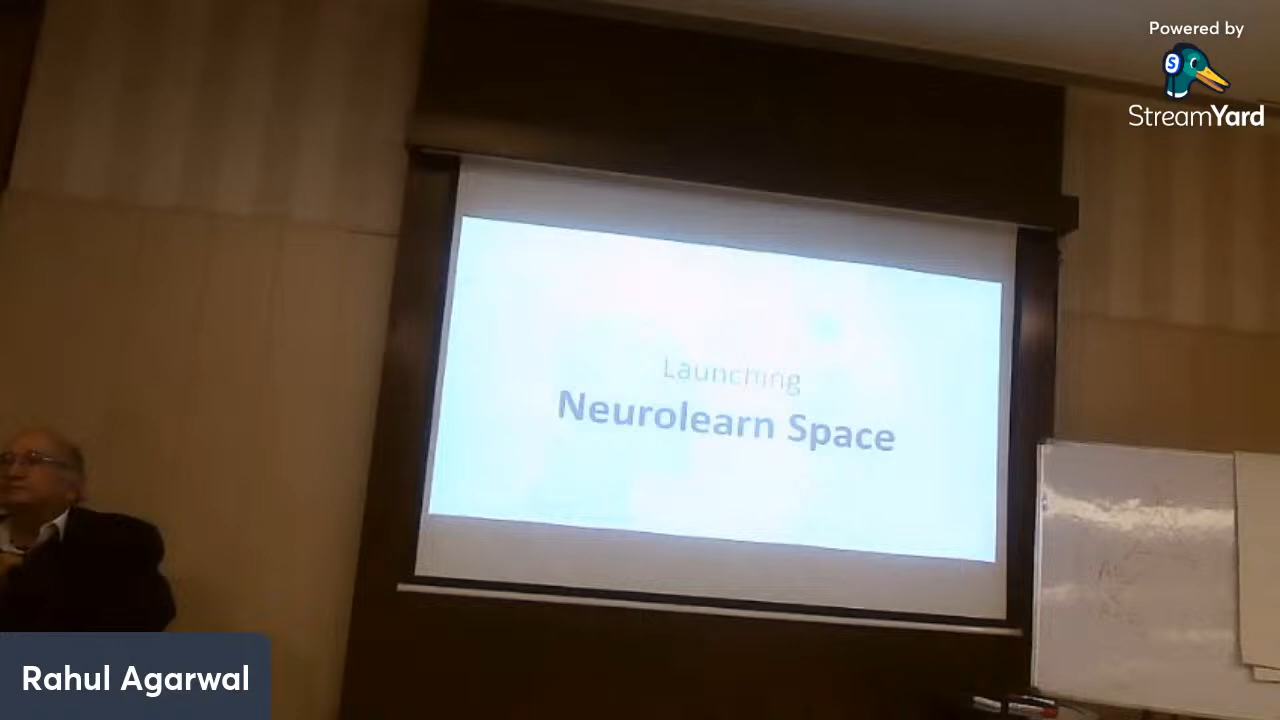 Powered by
S
StreamYard
Launching
Neurolearn Space
Rahul Agarwal